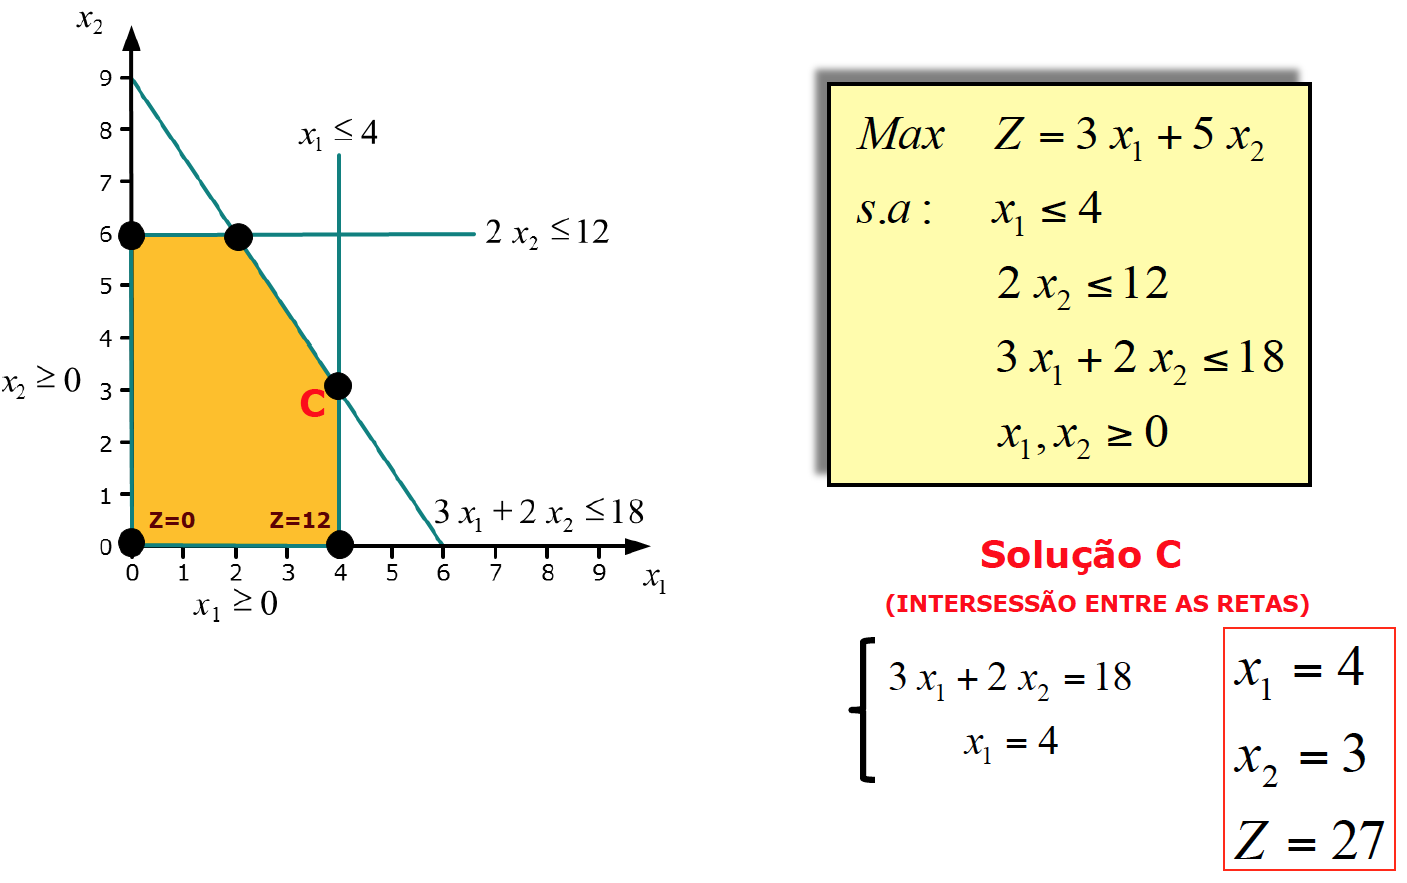 x₂
9
8
7
6
5
4
3
2
1
0
x₁ ≤ 4
2 x₂ ≤ 12
x₂ ≥ 0
C
Z=0
Z=12
3 x₁ + 2 x₂ ≤ 18
0 1 2 3 4 5 6 7 8 9
x₁
x₁ ≥ 0
Max Z = 3 x₁ + 5 x₂
s.a : x₁ ≤ 4
2 x₂ ≤ 12
3 x₁ + 2 x₂ ≤ 18
x₁, x₂ ≥ 0
Solução C
(INTERSESSÃO ENTRE AS RETAS)
3 x₁ + 2 x₂ = 18
x₁ = 4
x₁ = 4
x₂ = 3
Z = 27